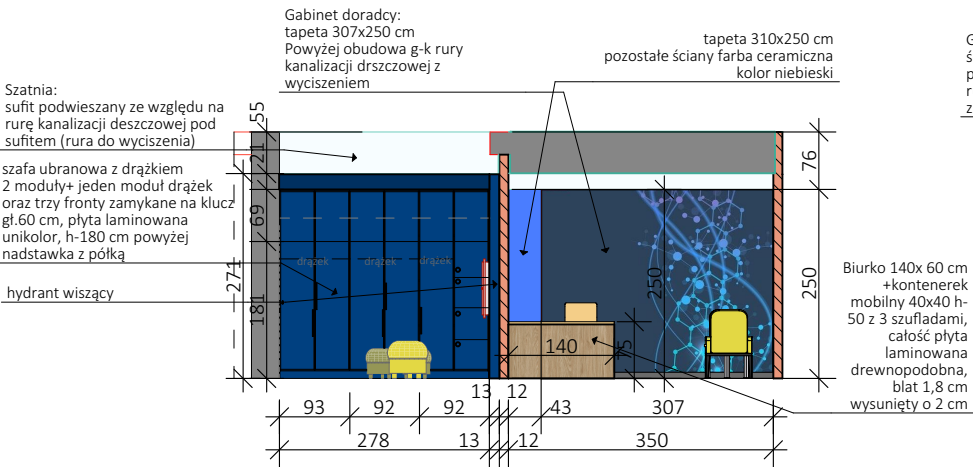 Gabinet doradcy:
tapeta 307x250 cm
Powyżej obudowa g-k rury
kanalizacji drszczowej z
wyciszeniem
tapeta 310x250 cm
pozostałe ściany farba ceramiczna
kolor niebieski
G
ś
p
r
z
Szatnia:
sufit podwieszany ze względu na
rurę kanalizacji deszczowej pod
sufitem (rura do wyciszenia)
szafa ubranowa z drążkiem
2 moduły+ jeden moduł drążek
oraz trzy fronty zamykane na klucz
gł.60 cm, płyta laminowana
unikolor, h-180 cm powyżej
nadstawka z półką
hydrant wiszący
55
21
69
271
181
drążek
drążek
drążek
76
250
250
140
Biurko 140x 60 cm
+kontenerek
mobilny 40x40 h-
50 z 3 szufladami,
całość płyta
laminowana
drewnopodobna,
blat 1,8 cm
wysunięty o 2 cm
13 12
93 92 92 43 307
278 13 12 350